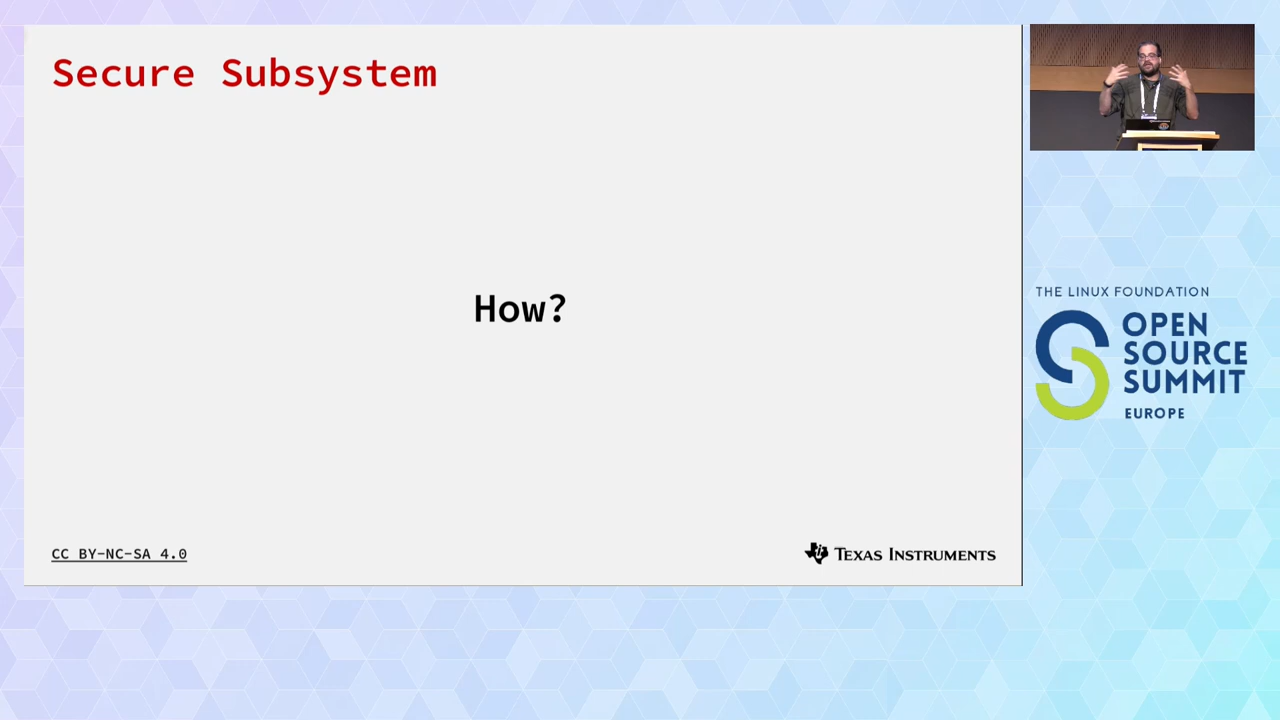 Secure Subsystem
How?
CC BY-NC-SA 4.0
TEXAS INSTRUMENTS
THE LINUX FOUNDATION
OPEN
SOURCE
SUMMIT
EUROPE